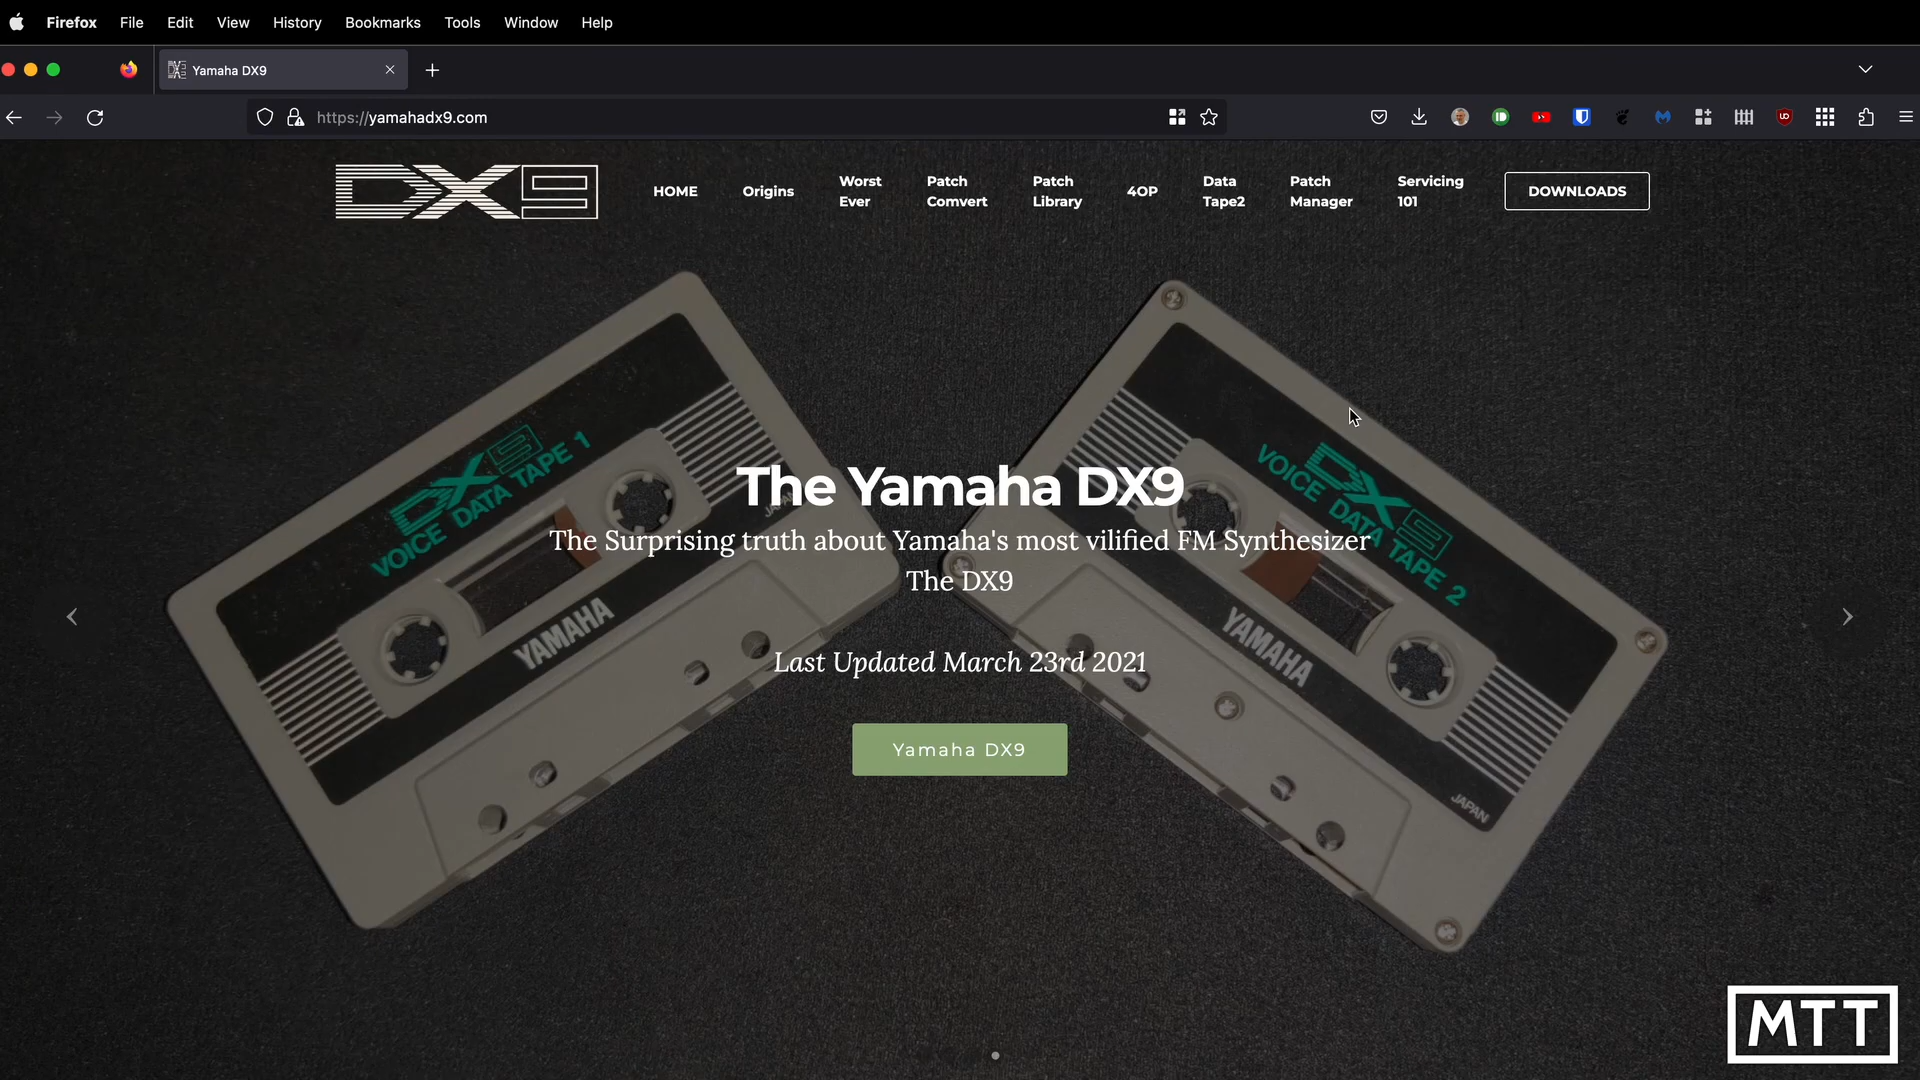 Firefox File Edit View History Bookmarks Tools Window Help
Yamaha DX9
https://yamahadx9.com
DX9
HOME
Origins
Worst
Ever
Patch
Comvert
Patch
Library
4OP
Data
Tape2
Patch
Manager
Servicing
101
DOWNLOADS
DX9
VOICE DATA TAPE 1
YAMAHA
DX9
VOICE DATA TAPE 2
YAMAHA
JAPAN
The Yamaha DX9
The Surprising truth about Yamaha's most vilified FM Synthesizer
The DX9
Last Updated March 23rd 2021
Yamaha DX9
MTT